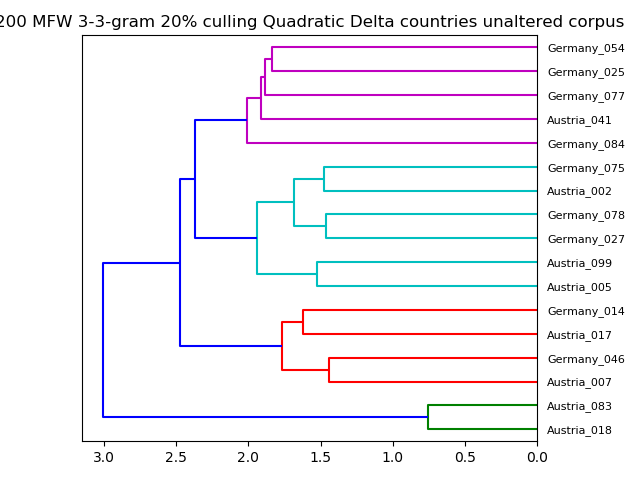 200 MFW 3-3-gram 20% culling Quadratic Delta countries unaltered corpus
Germany_054
Germany_025
Germany_077
Austria_041
Germany_084
Germany_075
Austria_002
Germany_078
Germany_027
Austria_099
Austria_005
Germany_014
Austria_017
Germany_046
Austria_007
Austria_083
Austria_018
3.0 2.5 2.0 1.5 1.0 0.5 0.0